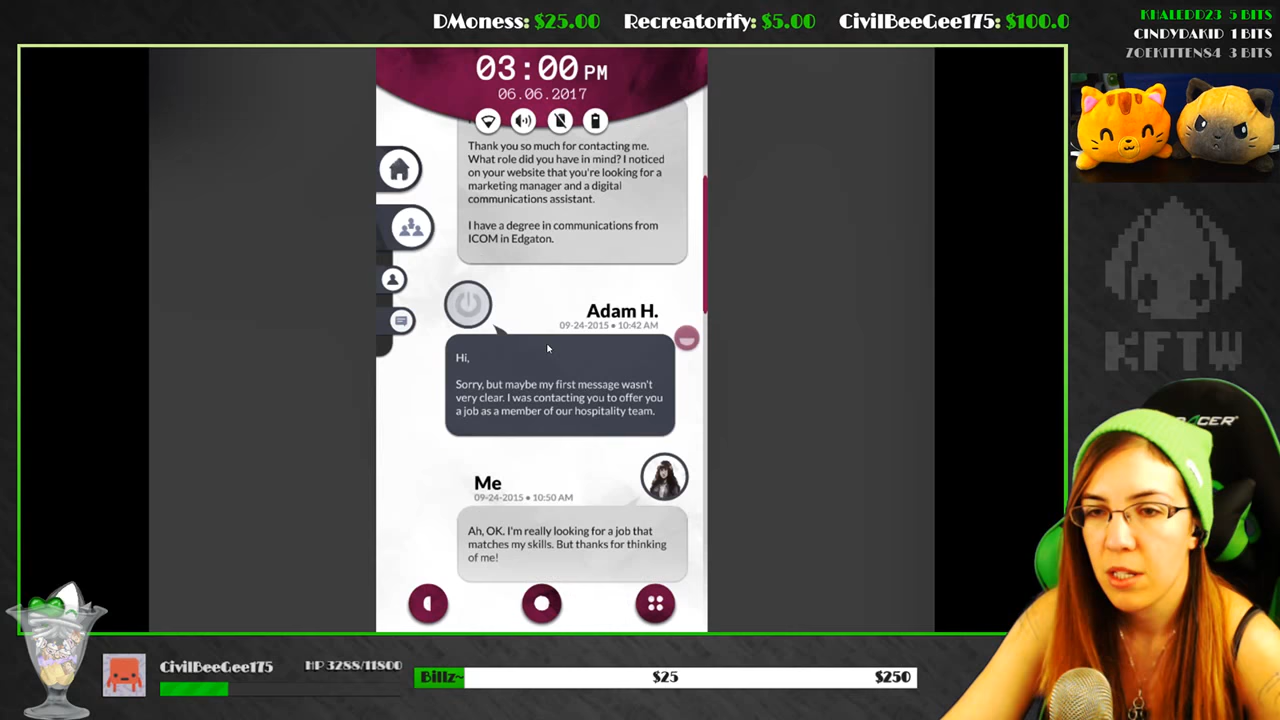 DMoness: $25.00 Recreatorify: $5.00 CivilBeeGee175: $100.0
KHALEDD23 5 BITS
CINDYDAKID 1 BITS
ZOEKITTENS4 3 BITS
03:00 PM
06.06.2017
Thank you so much for contacting me.
What role did you have in mind? I noticed
on your website that you're looking for a
marketing manager and a digital
communications assistant.
I have a degree in communications from
ICOM in Edgaton.
Adam H.
09-24-2015 • 10:42 AM
Hi,
Sorry, but maybe my first message wasn't
very clear. I was contacting you to offer you
a job as a member of our hospitality team.
Me
09-24-2015 • 10:50 AM
Ah, OK. I'm really looking for a job that
matches my skills. But thanks for thinking
of me!
KFTW
CivilBeeGee175 HP 3288/11800
Billz~ $25 $250